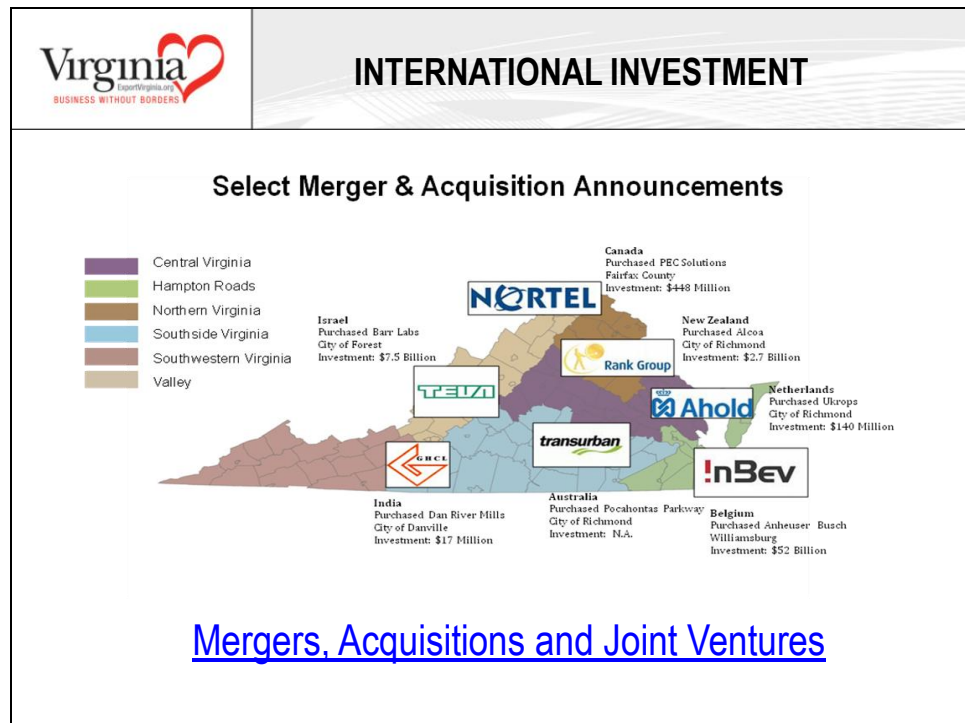 Virginia
ExportVirginia.org
BUSINESS WITHOUT BORDERS
INTERNATIONAL INVESTMENT
Select Merger & Acquisition Announcements
Central Virginia
Hampton Roads
Northern Virginia
Southside Virginia
Southwestern Virginia
Valley
Canada
Purchased PEC Solutions
Fairfax County
Investment: $448 Million
NORTEL
Israel
Purchased Barr Labs
City of Forest
Investment: $7.5 Billion
New Zealand
Purchased Alcoa
City of Richmond
Investment: $2.7 Billion
Rank Group
TEVA
Netherlands
Purchased Ukrops
City of Richmond
Investment: $140 Million
Ahold
transurban
GHCL
InBev
India
Purchased Dan River Mills
City of Danville
Investment: $17 Million
Australia
Purchased Pocahontas Parkway
City of Richmond
Investment: N.A.
Belgium
Purchased Anheuser Busch
Williamsburg
Investment: $52 Billion
Mergers, Acquisitions and Joint Ventures